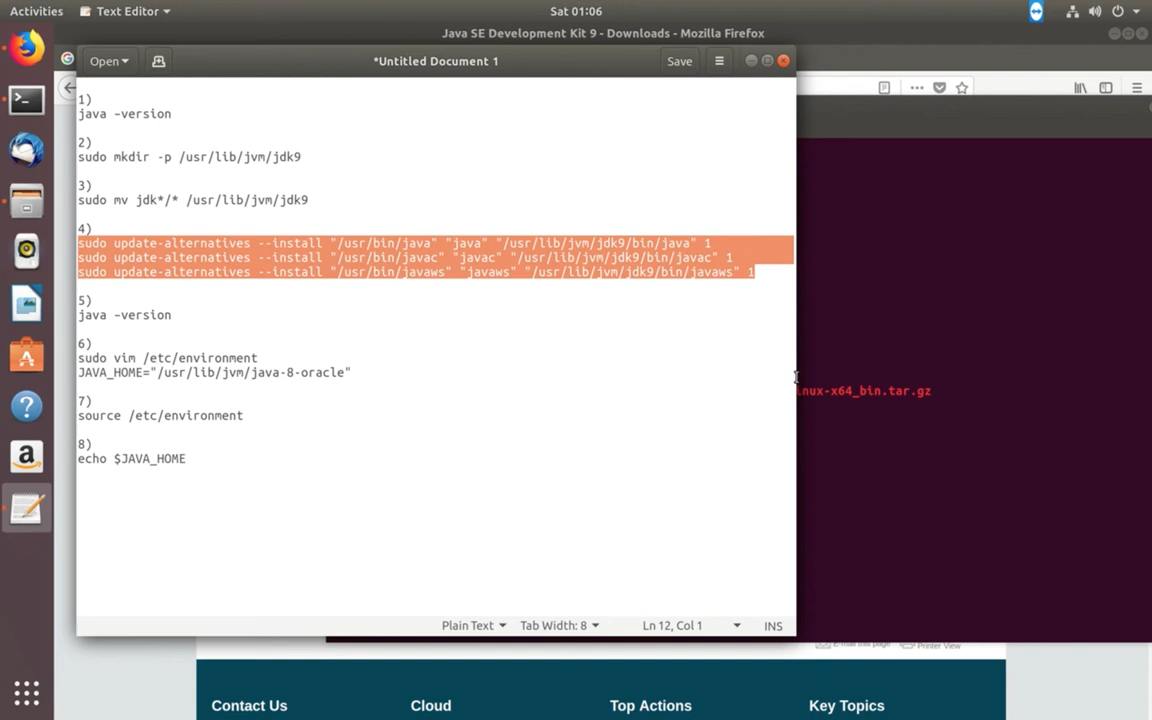 Activities
Text Editor
Sat 01:06
Java SE Development Kit 9 - Downloads - Mozilla Firefox
Open
*Untitled Document 1
Save
1)
java -version
2)
sudo mkdir -p /usr/lib/jvm/jdk9
3)
sudo mv jdk*/* /usr/lib/jvm/jdk9
4)
sudo update-alternatives --install "/usr/bin/java" "java" "/usr/lib/jvm/jdk9/bin/java" 1
sudo update-alternatives --install "/usr/bin/javac" "javac" "/usr/lib/jvm/jdk9/bin/javac" 1
sudo update-alternatives --install "/usr/bin/javaws" "javaws" "/usr/lib/jvm/jdk9/bin/javaws" 1
5)
java -version
6)
sudo vim /etc/environment
JAVA_HOME="/usr/lib/jvm/java-8-oracle"
inux-x64_bin.tar.gz
7)
source /etc/environment
8)
echo $JAVA_HOME
Plain Text
Tab Width: 8
Ln 12, Col 1
INS
E-mail this page
Printer View
Contact Us
Cloud
Top Actions
Key Topics